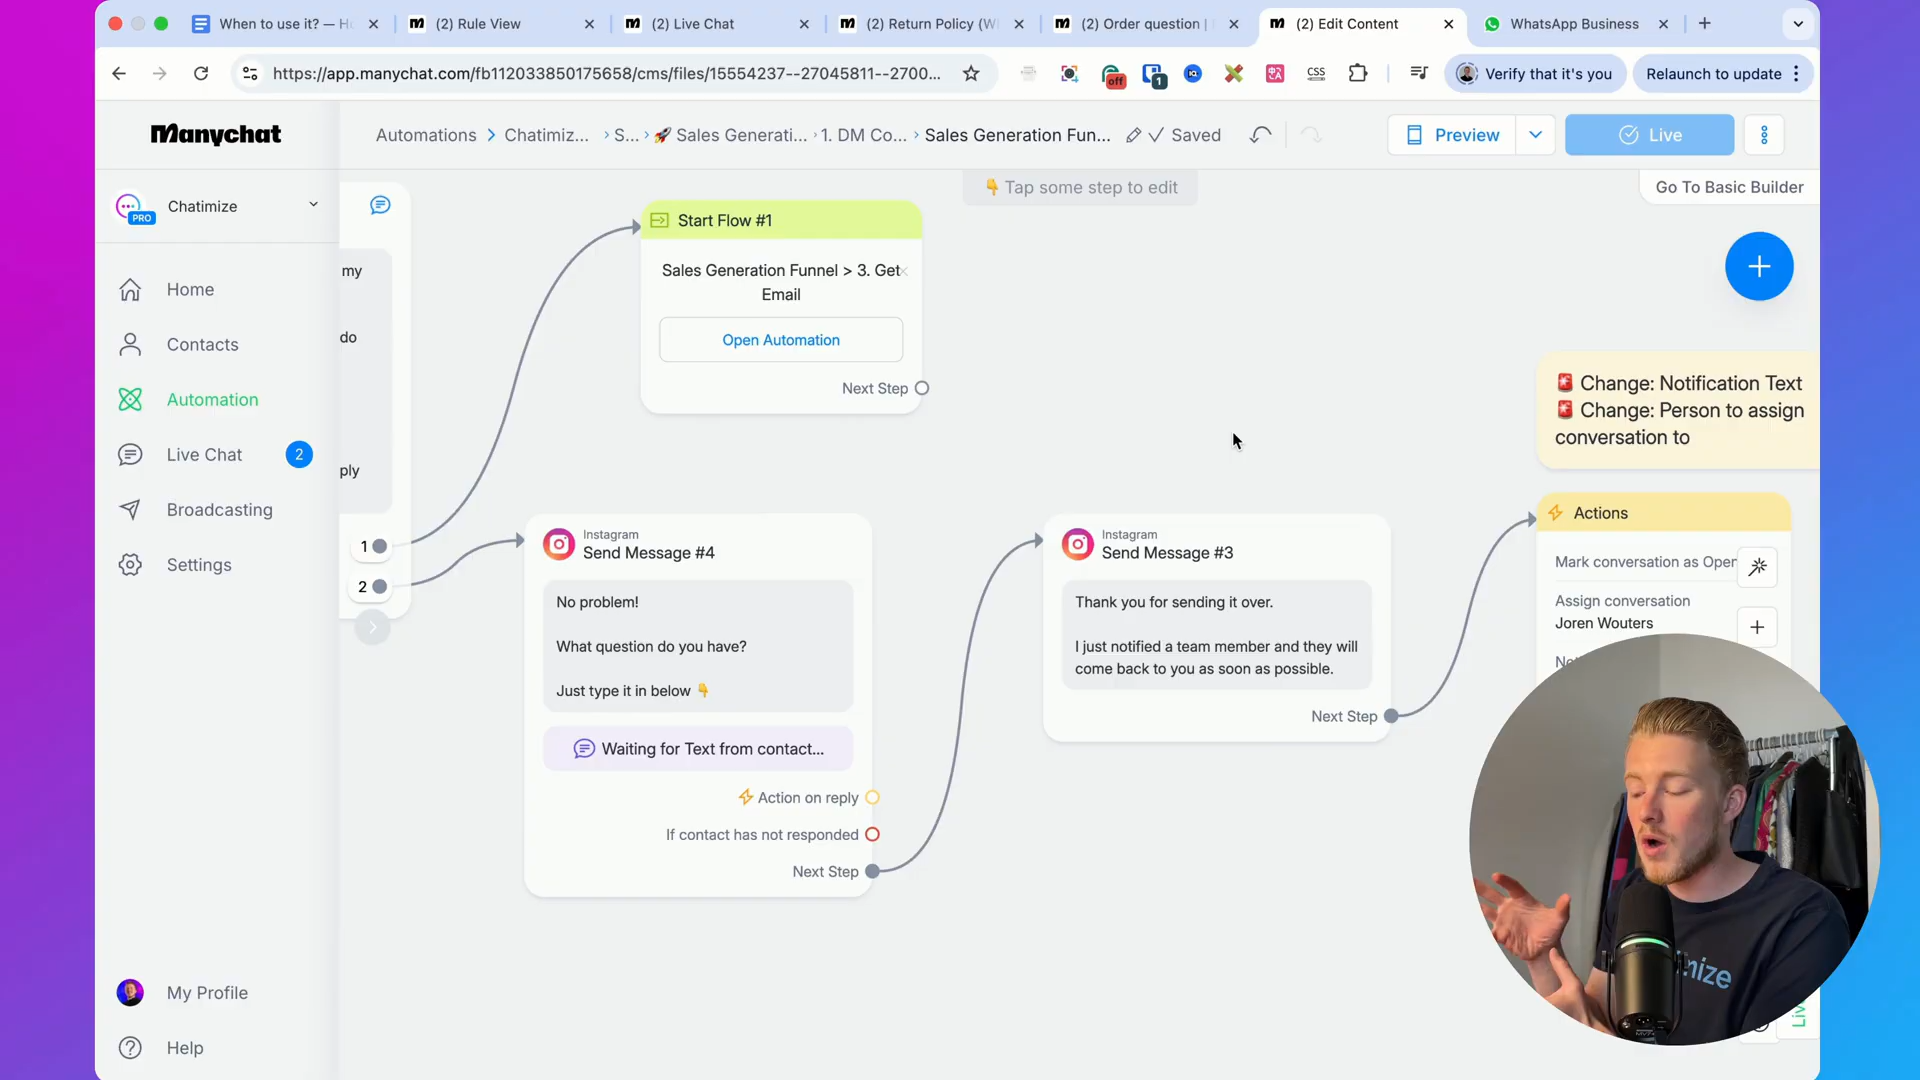 When to use it? — H
(2) Rule View
(2) Live Chat
(2) Return Policy (W
(2) Order question |
(2) Edit Content
WhatsApp Business
https://app.manychat.com/fb112033850175658/cms/files/15554237--27045811--2700...
off
1
CSS
Verify that it's you
Relaunch to update
Manychat
Automations
Chatimiz...
S...
🚀 Sales Generati...
1. DM Co...
Sales Generation Fun...
Saved
Preview
Live
👇 Tap some step to edit
Go To Basic Builder
PRO
Chatimize
Home
Contacts
Automation
Live Chat
2
Broadcasting
Settings
My Profile
Help
my
do
ply
1
2
Start Flow #1
Sales Generation Funnel > 3. Get
Email
Open Automation
Next Step
Instagram
Send Message #4
No problem!
What question do you have?
Just type it in below 👇
Waiting for Text from contact...
Action on reply
If contact has not responded
Next Step
Instagram
Send Message #3
Thank you for sending it over.
I just notified a team member and they will
come back to you as soon as possible.
Next Step
🚨 Change: Notification Text
🚨 Change: Person to assign
conversation to
Actions
Mark conversation as Open
Assign conversation
Joren Wouters